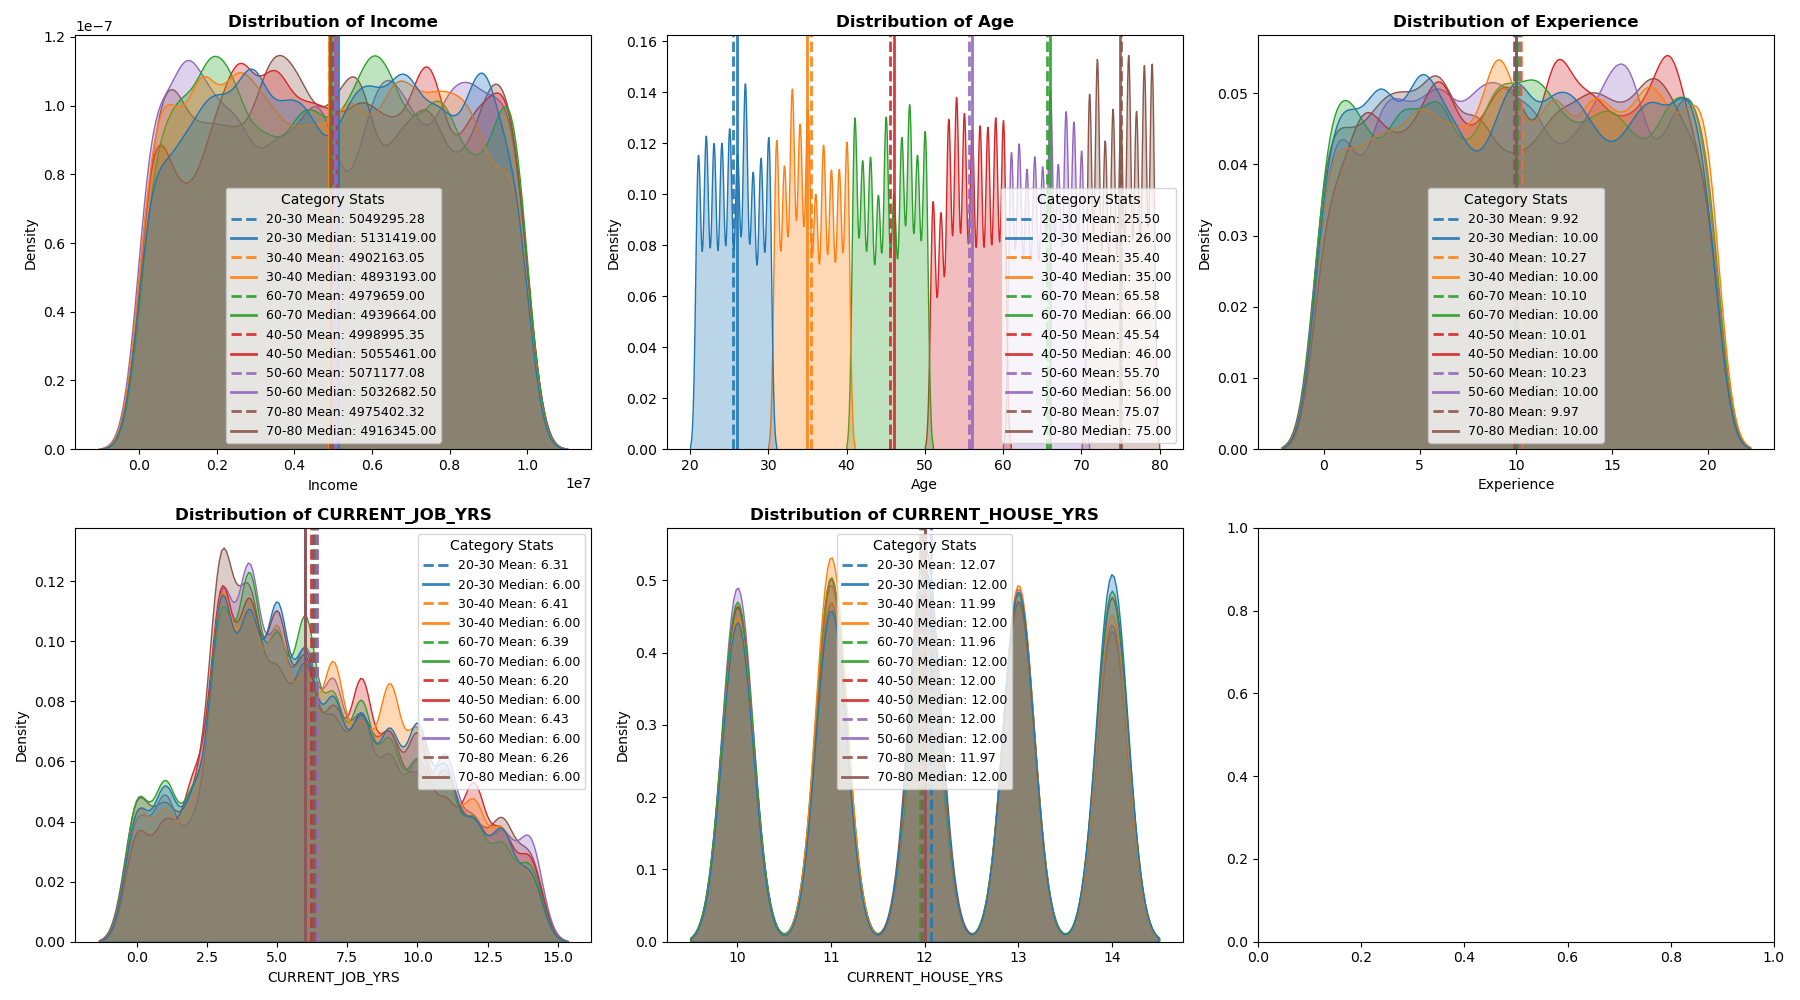 Distribution of Income
1e−7
1.2
1.0
0.8
0.6
0.4
0.2
0.0
Density
Category Stats
20-30 Mean: 5049295.28
20-30 Median: 5131419.00
30-40 Mean: 4902163.05
30-40 Median: 4893193.00
60-70 Mean: 4979659.00
60-70 Median: 4939664.00
40-50 Mean: 4998995.35
40-50 Median: 5055461.00
50-60 Mean: 5071177.08
50-60 Median: 5032682.50
70-80 Mean: 4975402.32
70-80 Median: 4916345.00
0.0 0.2 0.4 0.6 0.8 1.0
1e7
Income
Distribution of Age
0.16
0.14
0.12
0.10
0.08
0.06
0.04
0.02
0.00
Density
Category Stats
20-30 Mean: 25.50
20-30 Median: 26.00
30-40 Mean: 35.40
30-40 Median: 35.00
60-70 Mean: 65.58
60-70 Median: 66.00
40-50 Mean: 45.54
40-50 Median: 46.00
50-60 Mean: 55.70
50-60 Median: 56.00
70-80 Mean: 75.07
70-80 Median: 75.00
20 30 40 50 60 70 80
Age
Distribution of Experience
0.05
0.04
0.03
0.02
0.01
0.00
Density
Category Stats
20-30 Mean: 9.92
20-30 Median: 10.00
30-40 Mean: 10.27
30-40 Median: 10.00
60-70 Mean: 10.10
60-70 Median: 10.00
40-50 Mean: 10.01
40-50 Median: 10.00
50-60 Mean: 10.23
50-60 Median: 10.00
70-80 Mean: 9.97
70-80 Median: 10.00
0 5 10 15 20
Experience
Distribution of CURRENT_JOB_YRS
0.12
0.10
0.08
0.06
0.04
0.02
0.00
Density
Category Stats
20-30 Mean: 6.31
20-30 Median: 6.00
30-40 Mean: 6.41
30-40 Median: 6.00
60-70 Mean: 6.39
60-70 Median: 6.00
40-50 Mean: 6.20
40-50 Median: 6.00
50-60 Mean: 6.43
50-60 Median: 6.00
70-80 Mean: 6.26
70-80 Median: 6.00
0.0 2.5 5.0 7.5 10.0 12.5 15.0
CURRENT_JOB_YRS
Distribution of CURRENT_HOUSE_YRS
0.5
0.4
0.3
0.2
0.1
0.0
Density
Category Stats
20-30 Mean: 12.07
20-30 Median: 12.00
30-40 Mean: 11.99
30-40 Median: 12.00
60-70 Mean: 11.96
60-70 Median: 12.00
40-50 Mean: 12.00
40-50 Median: 12.00
50-60 Mean: 12.00
50-60 Median: 12.00
70-80 Mean: 11.97
70-80 Median: 12.00
10 11 12 13 14
CURRENT_HOUSE_YRS
1.0
0.8
0.6
0.4
0.2
0.0
0.0 0.2 0.4 0.6 0.8 1.0